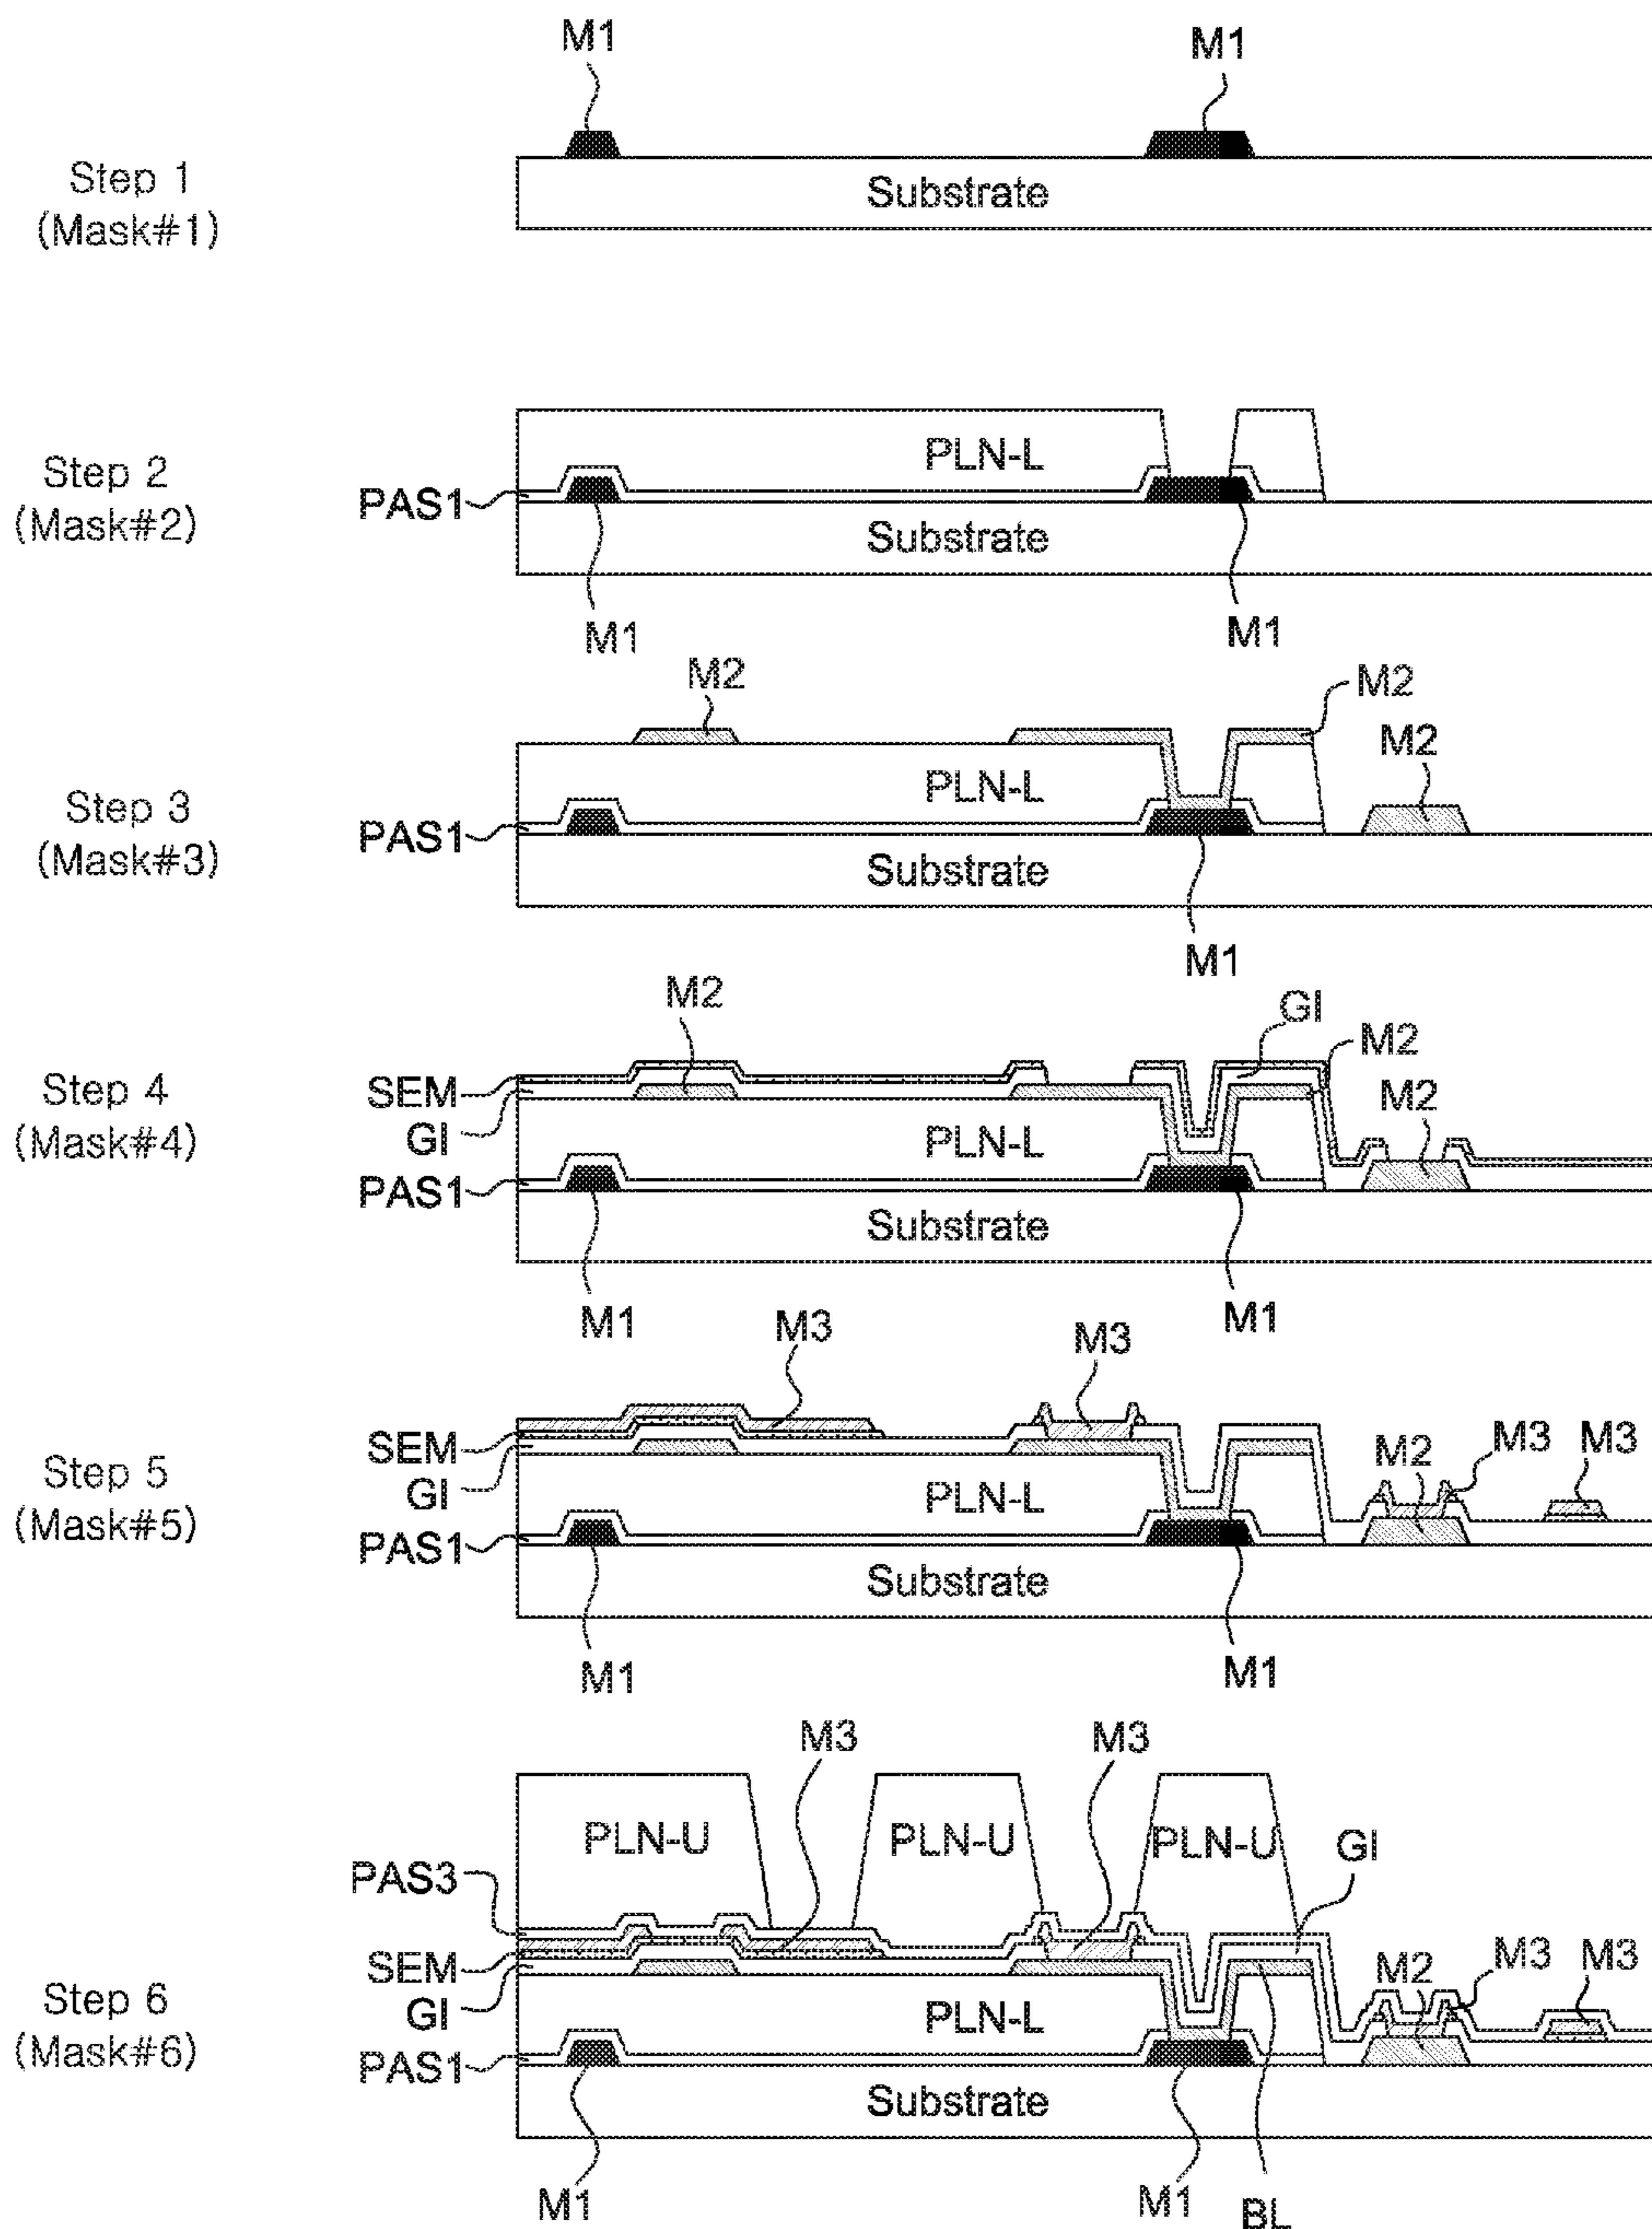 M1
M1
Step 1
(Mask#1)
Substrate
Step 2
(Mask#2)
PLN-L
PAS1
Substrate
M1
M1
M2
M2
M2
Step 3
(Mask#3)
PLN-L
PAS1
Substrate
M1
M2
GI
M2
M2
Step 4
(Mask#4)
SEM
GI
PLN-L
PAS1
Substrate
M1
M1
M3
M3
Step 5
(Mask#5)
SEM
GI
M2
M3
M3
PLN-L
PAS1
Substrate
M1
M1
M3
M3
PLN-U
PLN-U
PLN-U
GI
PAS3
Step 6
(Mask#6)
SEM
GI
M2
M3
M3
PLN-L
PAS1
Substrate
M1
M1
BL